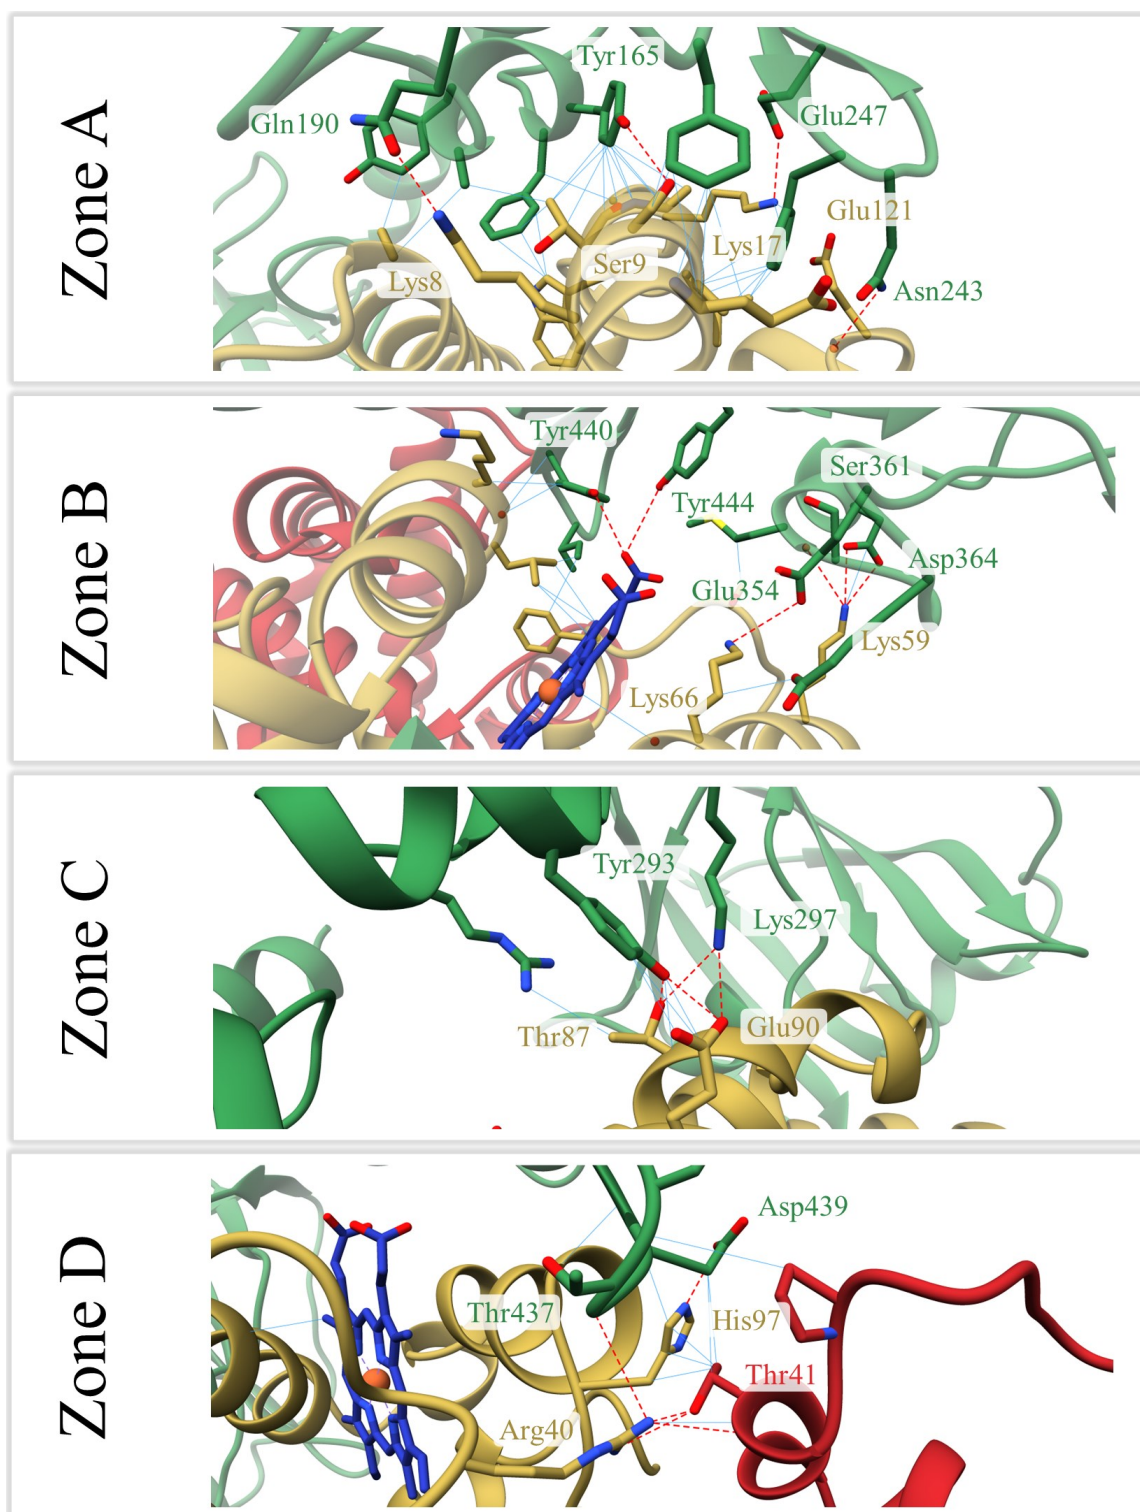 Zone A
Tyr165
Gln190
Glu247
Glu121
Lys17
Ser9
Lys8
Asn243
Zone B
Tyr440
Ser361
Tyr444
Asp364
Glu354
Lys59
Lys66
Zone C
Tyr293
Lys297
Thr87
Glu90
Zone D
Asp439
Thr437
His97
Thr41
Arg40